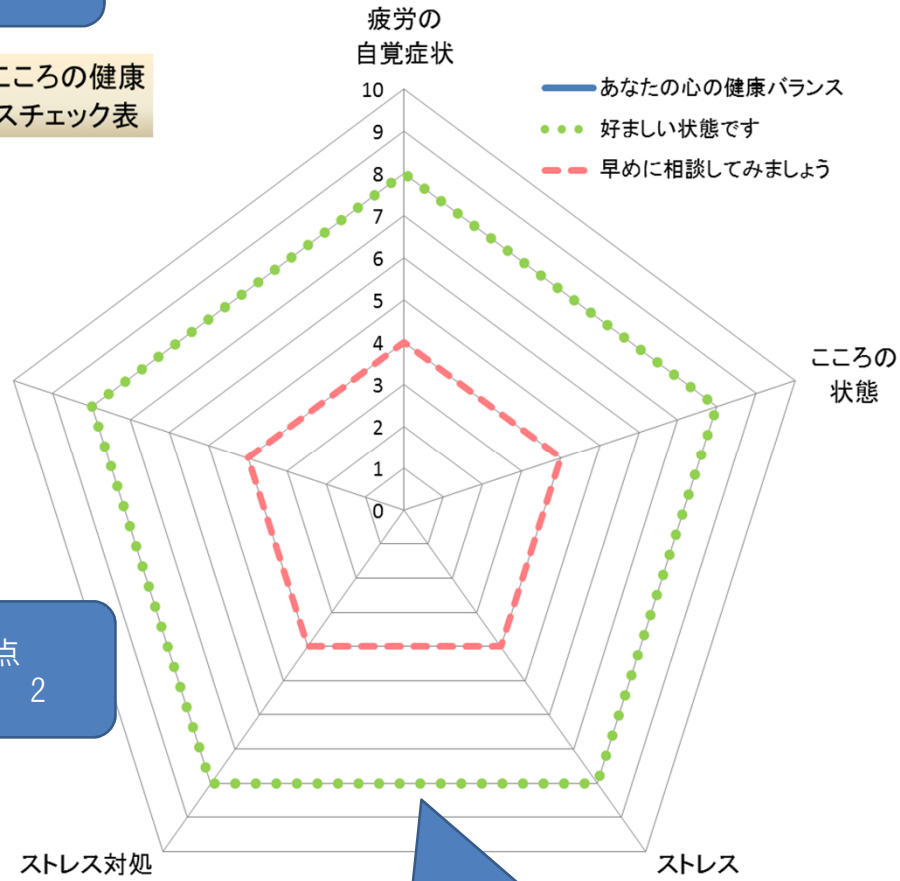 疲労の
自覚症状
こころの健康
スチェック表
あなたの心の健康バランス
好ましい状態です
早めに相談してみましょう
10
9
8
7
6
5
4
3
2
1
0
こころの
状態
点
2
ストレス対処
ストレス